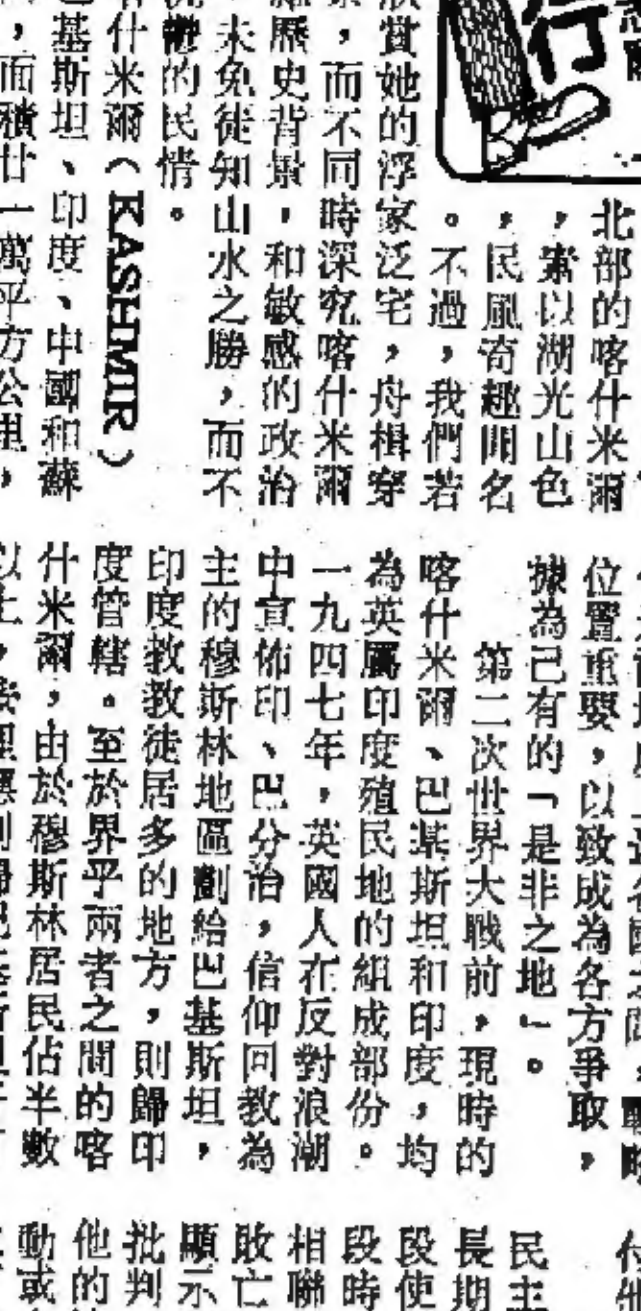 行
北部的喀什米爾
，素以湖光山色
，民風奇趣聞名
。不過，我們若
欣賞她的浮家泛宅，舟楫穿
，而不同時深究喀什米爾
歷史背景，和敏感的政治
未免徒知山水之勝，而不
的民情。
什米爾（KASHMIR）
基斯坦、印度、中國和蘇
，面積廿一萬平方公里，
位置重要，以致成為各方爭取，
據為己有的「是非之地」。
第二次世界大戰前，現時的
喀什米爾、巴基斯坦和印度，均
為英屬印度殖民地的組成部份。
一九四七年，英國人在反對浪潮
中宣佈印、巴分治，信仰回教為
主的穆斯林地區劃給巴基斯坦，
印度教教徒居多的地方，則歸印
度管轄。至於界乎兩者之間的喀
什米爾，由於穆斯林居民佔半數
以上，
民主
長期
段使
段時
相聯
敗亡
顯示
批判
他的
動或